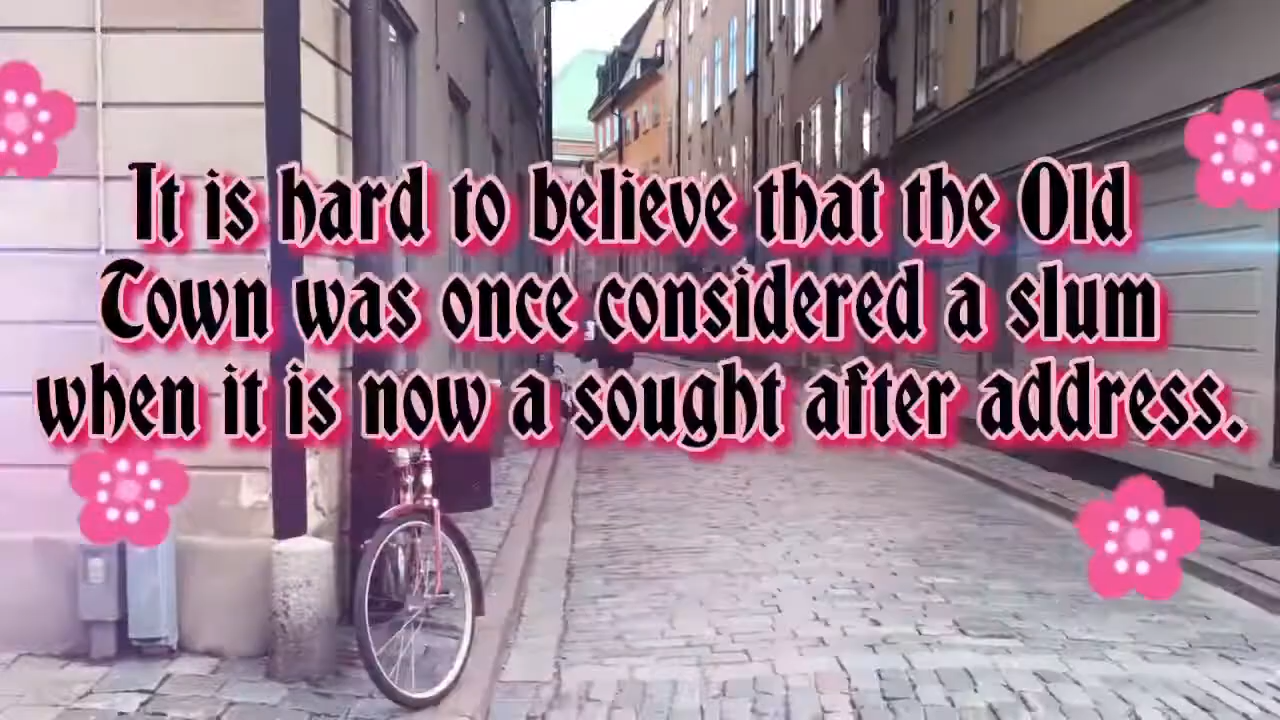 It is hard to believe that the Old
Town was once considered a slum
when it is now a sought after address.